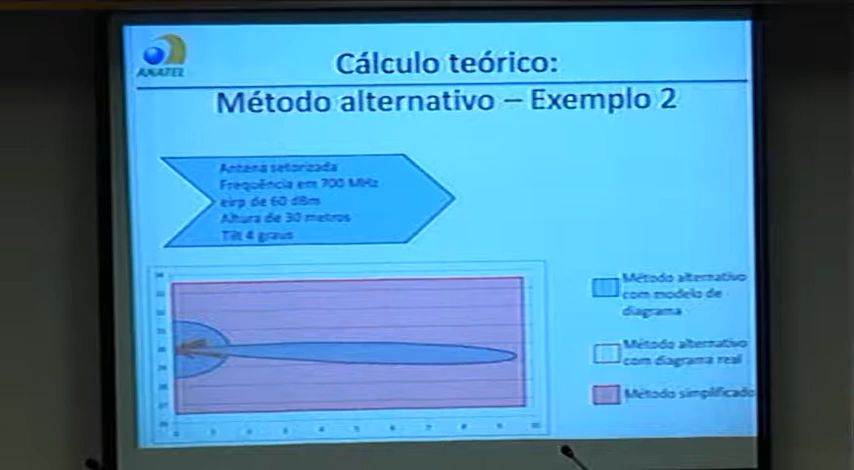 ANATEL
Cálculo teórico:
Método alternativo – Exemplo 2
Antena setorizada
Frequência em 700 MHz
eirp de 60 dBm
Altura de 30 metros
Tilt 4 graus
Método alternativo
com modelo de
diagrama
Método alternativo
com diagrama real
Método simplificado